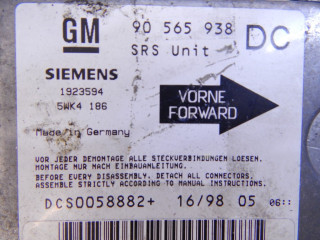 GM 90 565 938 DC
SRS Unit
SIEMENS
1923594
5WK4 186
VORNE
FORWARD
Made in Germany
VOR JEDER DEMONTAGE ALLE STECKVERBINDUNGEN LOESEN.
MONTAGE NUR NACH EINBAUANLEITUNG.
BEFORE EVERY DISASSEMBLY, DETACH ALL CONNECTORS.
ASSEMBLE STRICTLY ACCORDING TO MANUAL INSTRUCTIONS.
DCS0058882+ 16/98 05